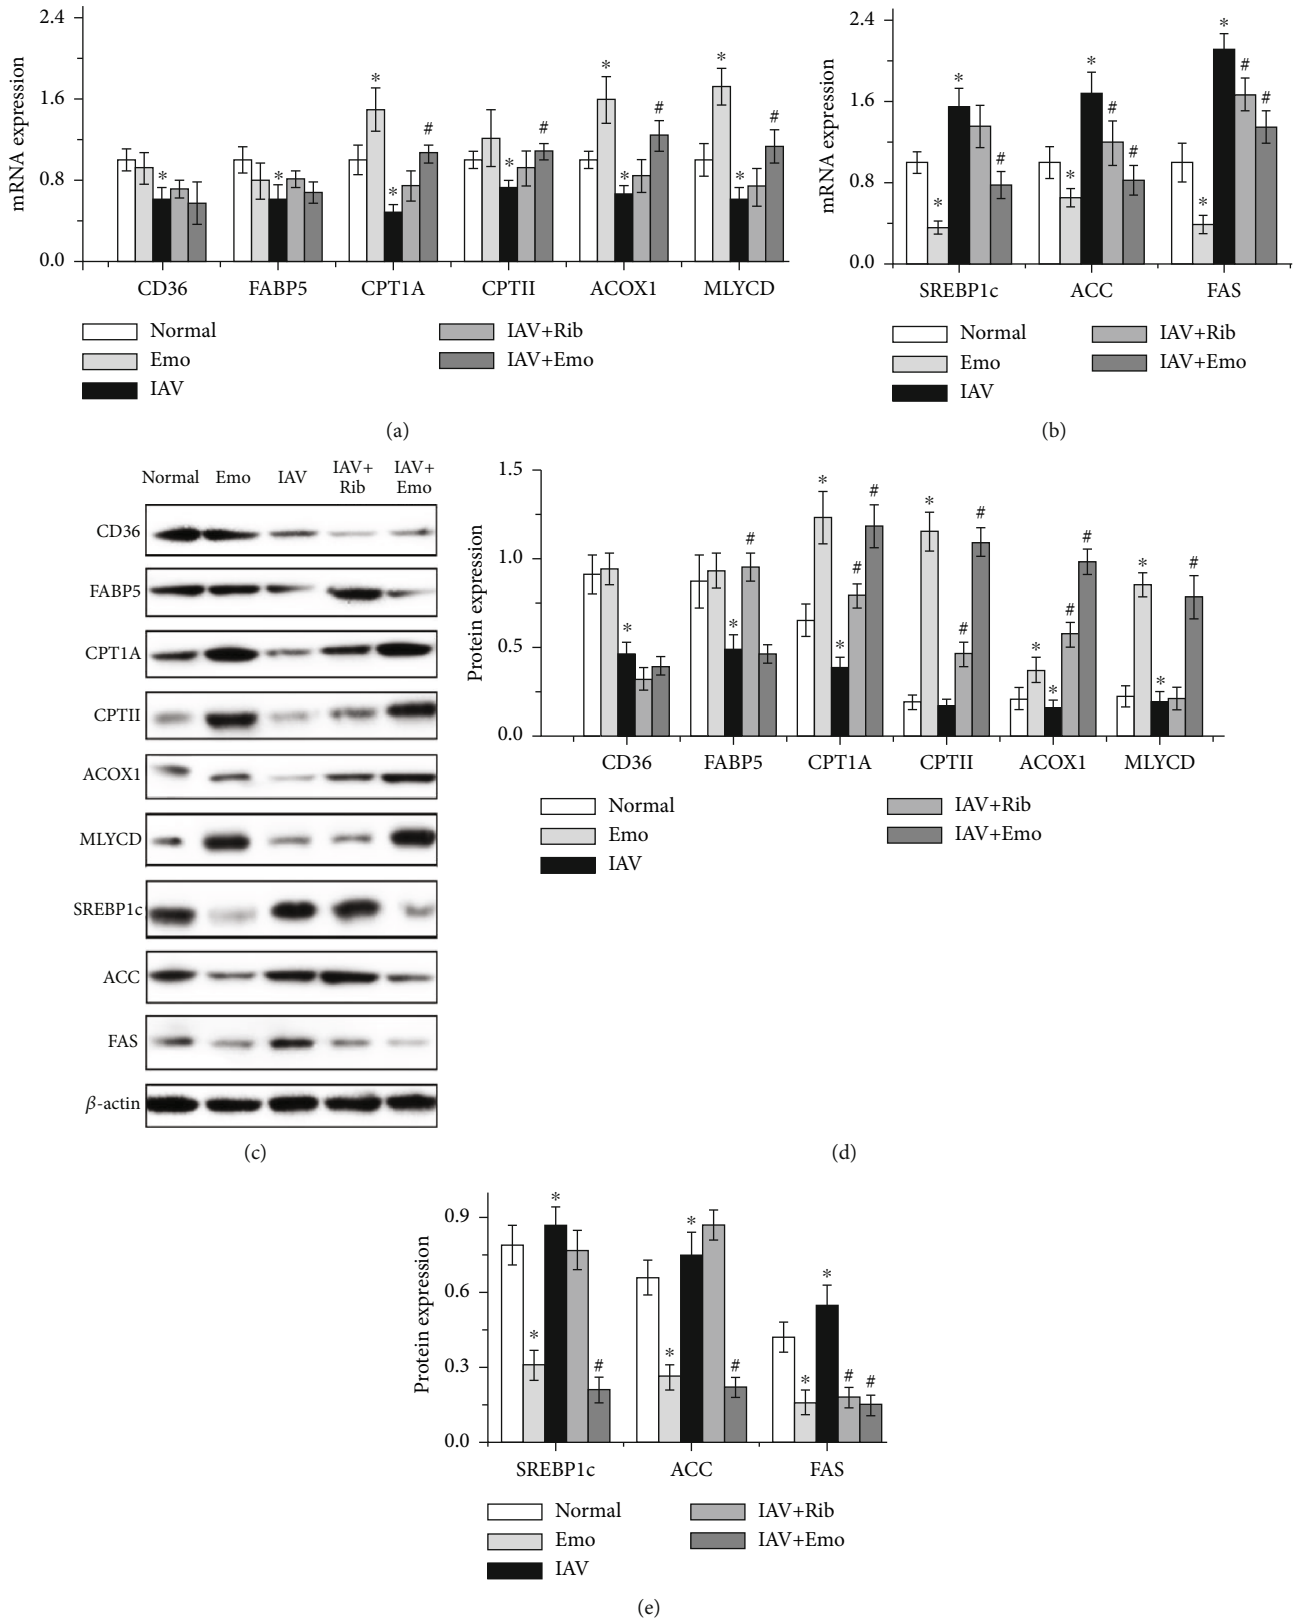 2.4
1.6
0.8
0.0
mRNA expression
* * * * * * * * *
# # # #
CD36 FABP5 CPT1A CPTII ACOX1 MLYCD
Normal IAV+Rib
Emo IAV+Emo
IAV
(a)
2.4
1.6
0.8
0.0
mRNA expression
* * * * * *
# # # # #
SREBP1c ACC FAS
Normal IAV+Rib
Emo IAV+Emo
IAV
(b)
Normal Emo IAV IAV+ Rib IAV+ Emo
CD36
FABP5
CPT1A
CPTII
ACOX1
MLYCD
SREBP1c
ACC
FAS
β-actin
(c)
1.5
1.0
0.5
0.0
Protein expression
* * * * * * * * *
# # # # # # # #
CD36 FABP5 CPT1A CPTII ACOX1 MLYCD
Normal IAV+Rib
Emo IAV+Emo
IAV
(d)
0.9
0.6
0.3
0.0
Protein expression
* * * * * *
# # # #
SREBP1c ACC FAS
Normal IAV+Rib
Emo IAV+Emo
IAV
(e)